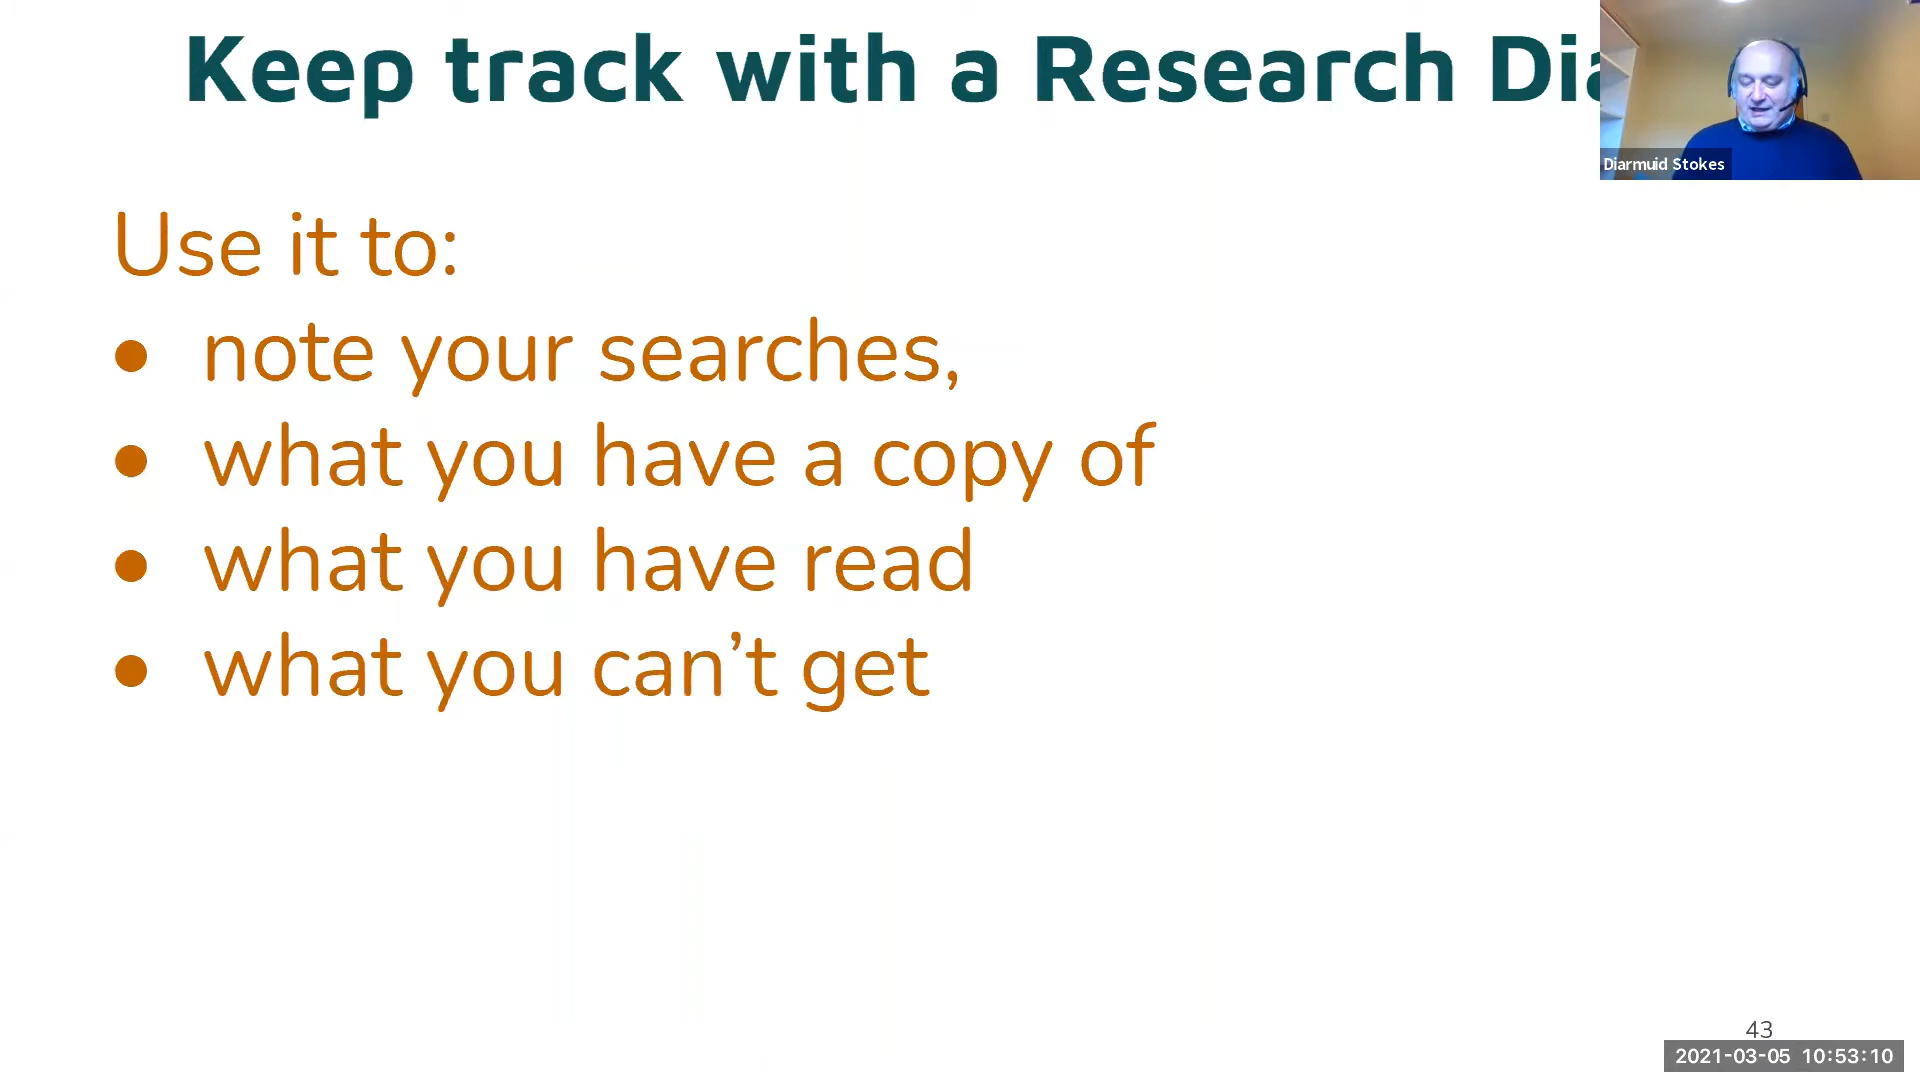 Keep track with a Research Dia
Diarmuid Stokes
Use it to:
● note your searches,
● what you have a copy of
● what you have read
● what you can’t get
43
2021-03-05 10:53:10